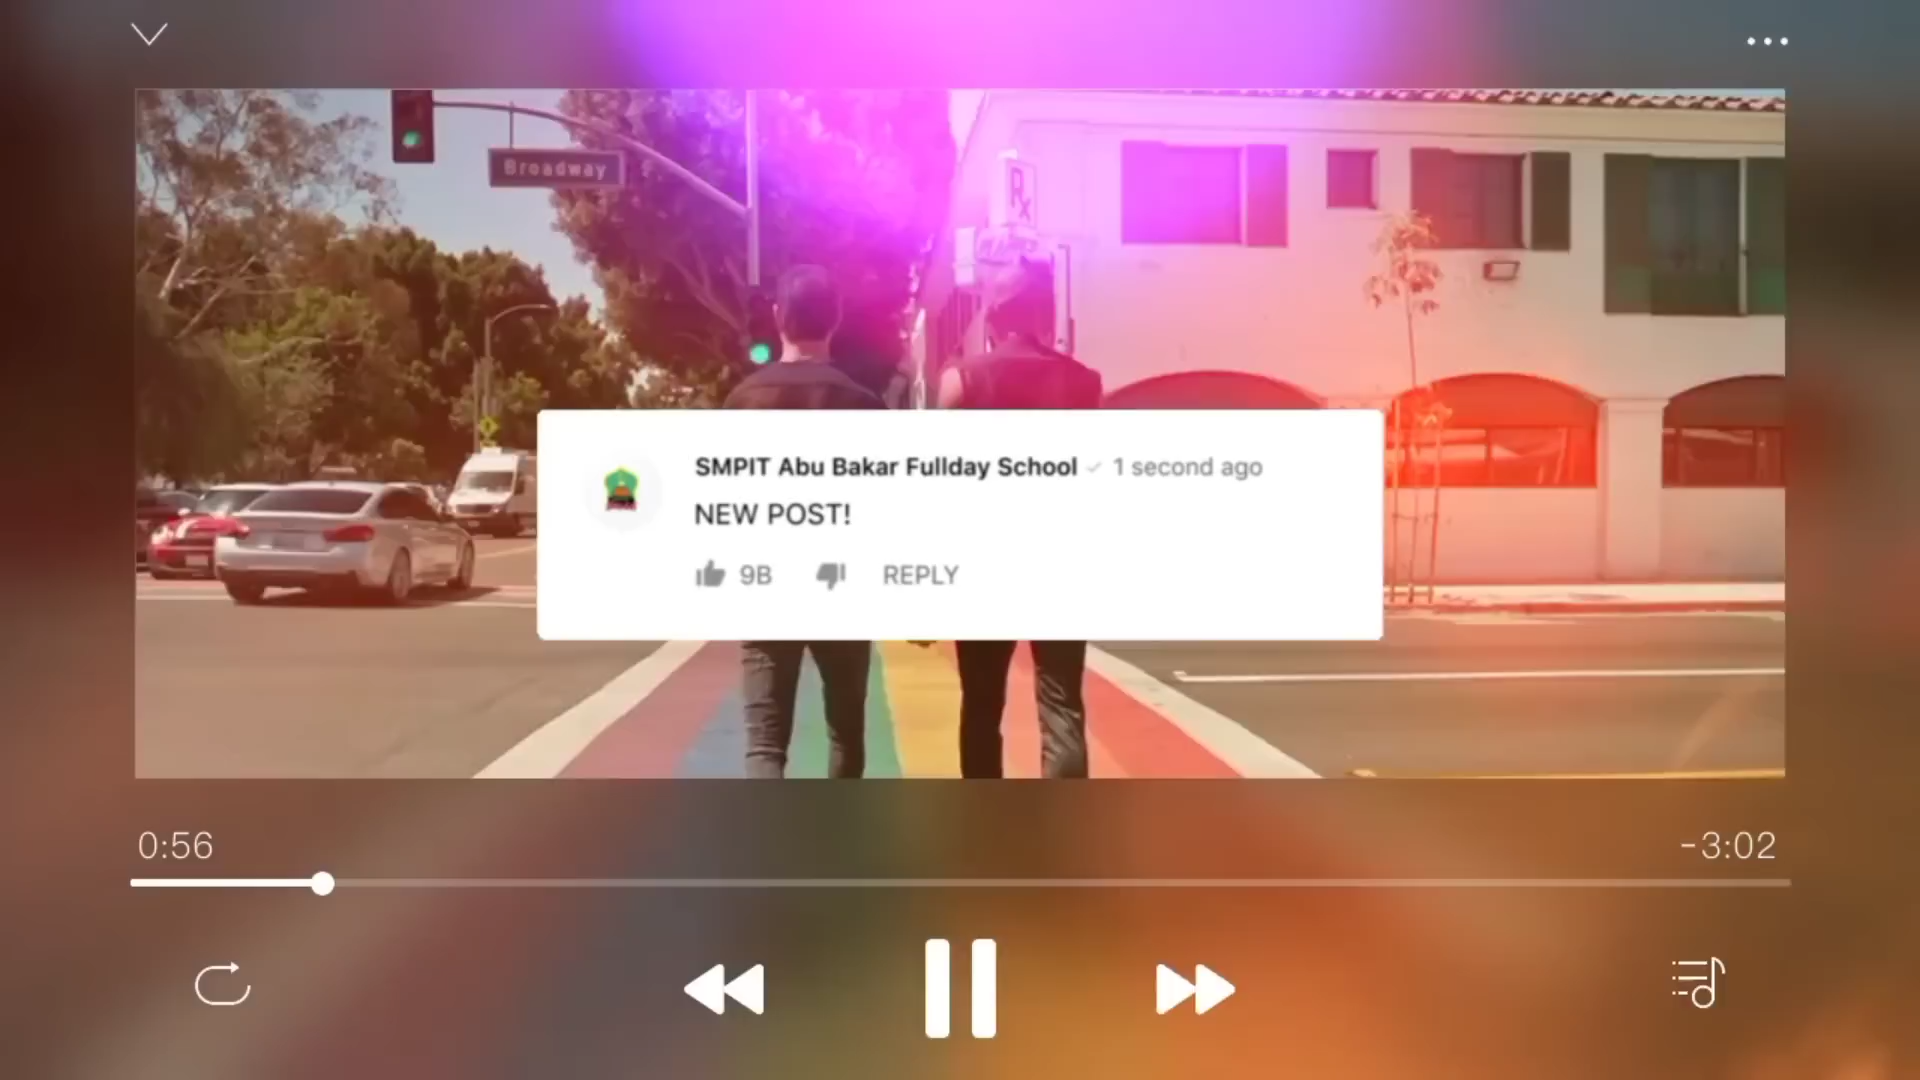 Broadway
Rx
SMPIT Abu Bakar Fullday School 1 second ago
NEW POST!
9B REPLY
0:56
-3:02